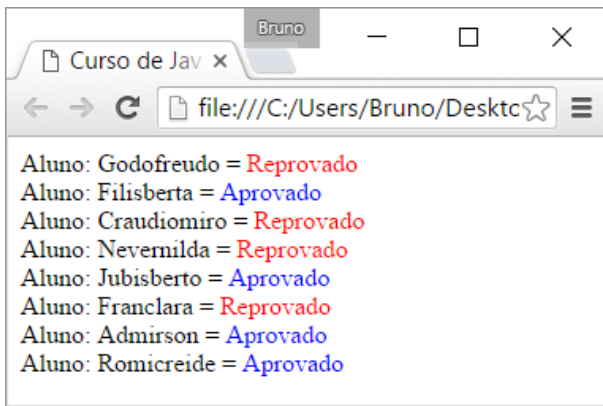 Bruno
Curso de Jav
file:///C:/Users/Bruno/Desktc
Aluno: Godofreudo = Reprovado
Aluno: Filisberta = Aprovado
Aluno: Craudiomiro = Reprovado
Aluno: Nevernilda = Reprovado
Aluno: Jubisberto = Aprovado
Aluno: Franclara = Reprovado
Aluno: Admirson = Aprovado
Aluno: Romicreide = Aprovado